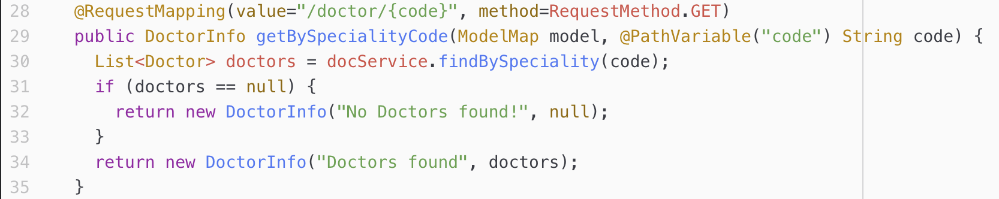 28 @RequestMapping(value="/doctor/{code}", method=RequestMethod.GET)
29 public DoctorInfo getBySpecialityCode(ModelMap model, @PathVariable("code") String code) {
30 List<Doctor> doctors = docService.findBySpeciality(code);
31 if (doctors == null) {
32 return new DoctorInfo("No Doctors found!", null);
33 }
34 return new DoctorInfo("Doctors found", doctors);
35 }